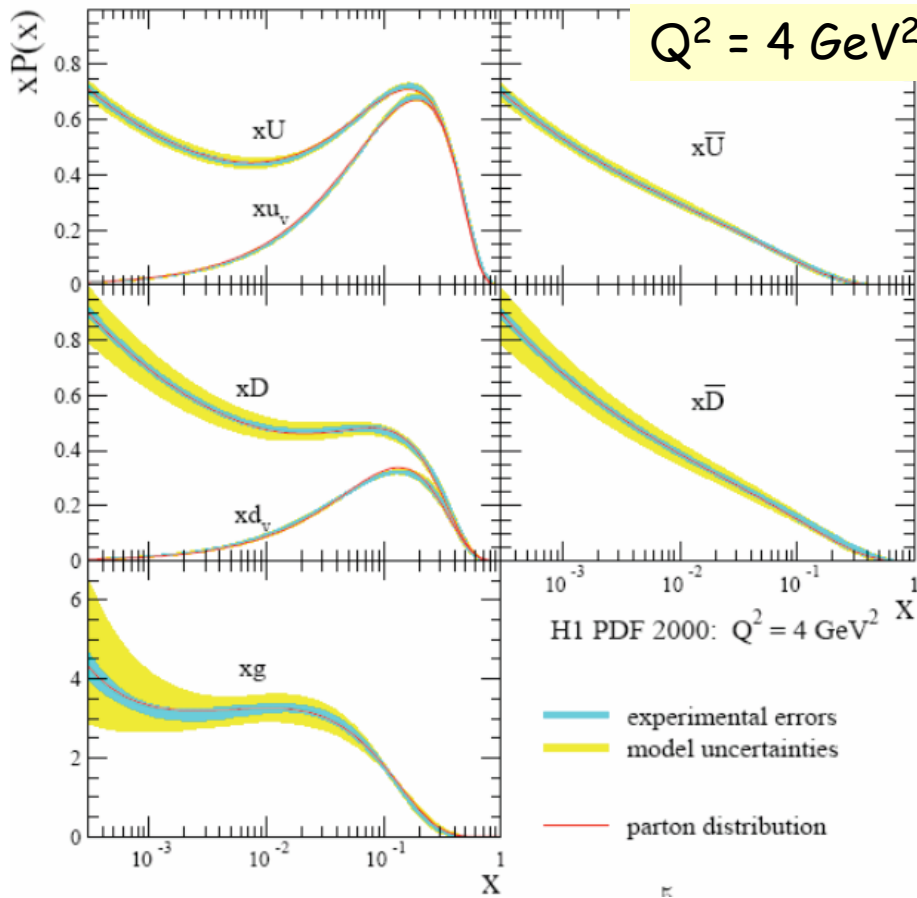 Q² = 4 GeV²
xP(x)
0.8
0.6
0.4
0.2
0
xU
xu_v
xU̅
0.8
0.6
0.4
0.2
0
xD
xd_v
xD̅
10⁻³ 10⁻² 10⁻¹ 1
X
6
4
2
0
xg
10⁻³ 10⁻² 10⁻¹ 1
X
H1 PDF 2000: Q² = 4 GeV²
experimental errors
model uncertainties
parton distribution